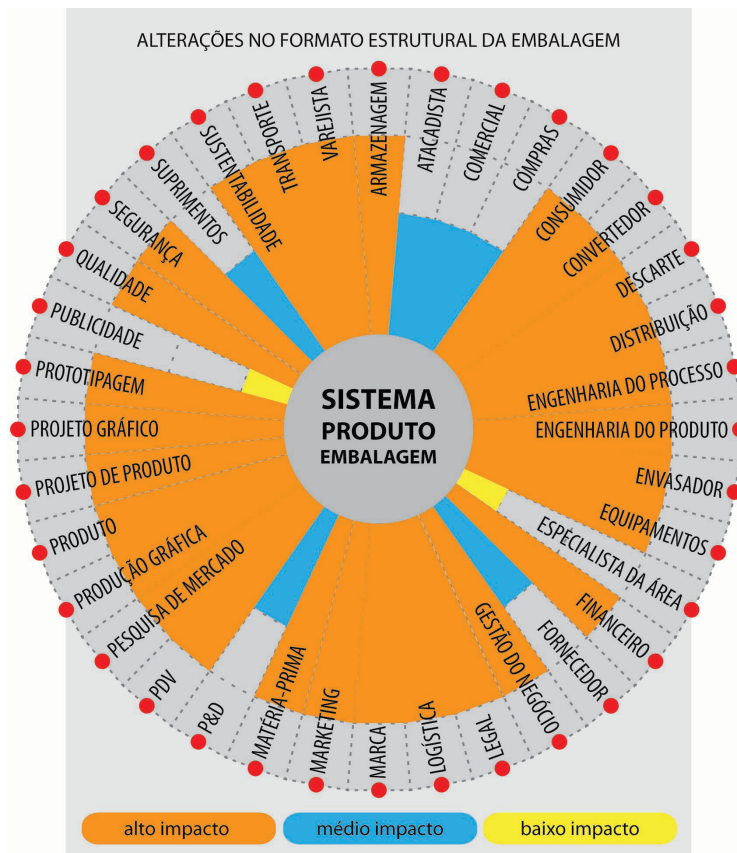 ALTERAÇÕES NO FORMATO ESTRUTURAL DA EMBALAGEM
ARMAZENAGEM
ATACADISTA
COMERCIAL
COMPRAS
CONSUMIDOR
CONVERTEDOR
DESCARTE
DISTRIBUIÇÃO
ENGENHARIA DO PROCESSO
ENGENHARIA DO PRODUTO
ENVASADOR
EQUIPAMENTOS
ESPECIALISTA DA ÁREA
FINANCEIRO
FORNECEDOR
GESTÃO DO NEGÓCIO
LEGAL
LOGÍSTICA
MARCA
MARKETING
MATÉRIA-PRIMA
P&D
PDV
PESQUISA DE MERCADO
PRODUÇÃO GRÁFICA
PRODUTO
PROJETO DE PRODUTO
PROJETO GRÁFICO
PROTOTIPAGEM
PUBLICIDADE
QUALIDADE
SEGURANÇA
SUPRIMENTOS
SUSTENTABILIDADE
TRANSPORTE
VAREJISTA
SISTEMA
PRODUTO
EMBALAGEM
alto impacto
médio impacto
baixo impacto